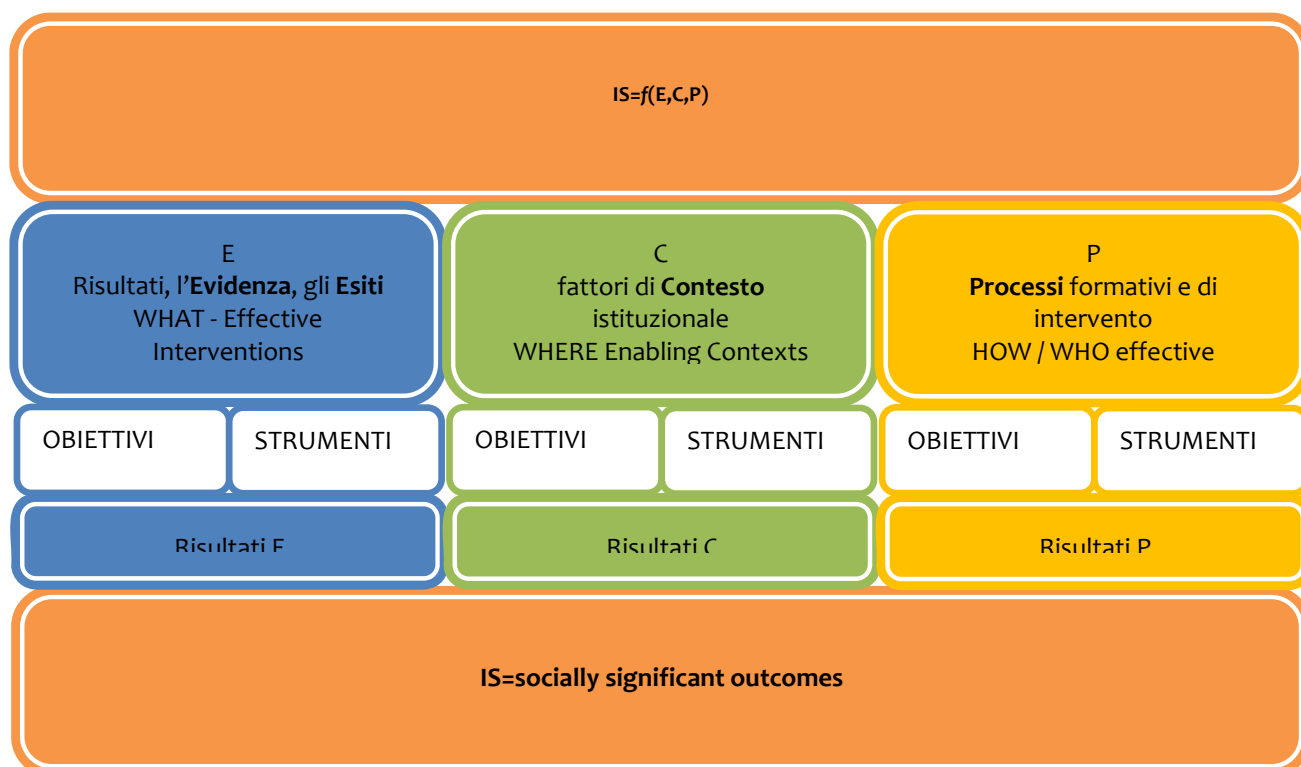 IS=f(E,C,P)
E
Risultati, l'Evidenza, gli Esiti
WHAT - Effective
Interventions
C
fattori di Contesto
istituzionale
WHERE Enabling Contexts
P
Processi formativi e di
intervento
HOW / WHO effective
OBIETTIVI
STRUMENTI
OBIETTIVI
STRUMENTI
OBIETTIVI
STRUMENTI
Risultati E
Risultati C
Risultati P
IS=socially significant outcomes